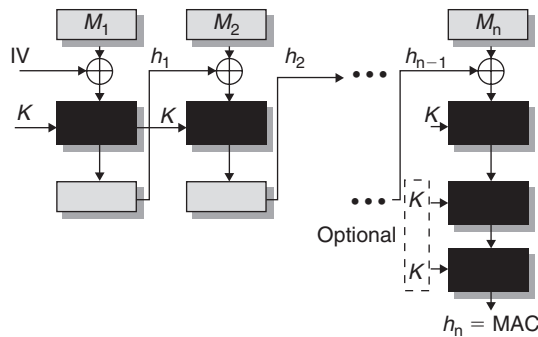 M₁
M₂
Mₙ
IV
h₁
h₂
•••
hₙ₋₁
K
K
K
•••
K
Optional
K
hₙ = MAC